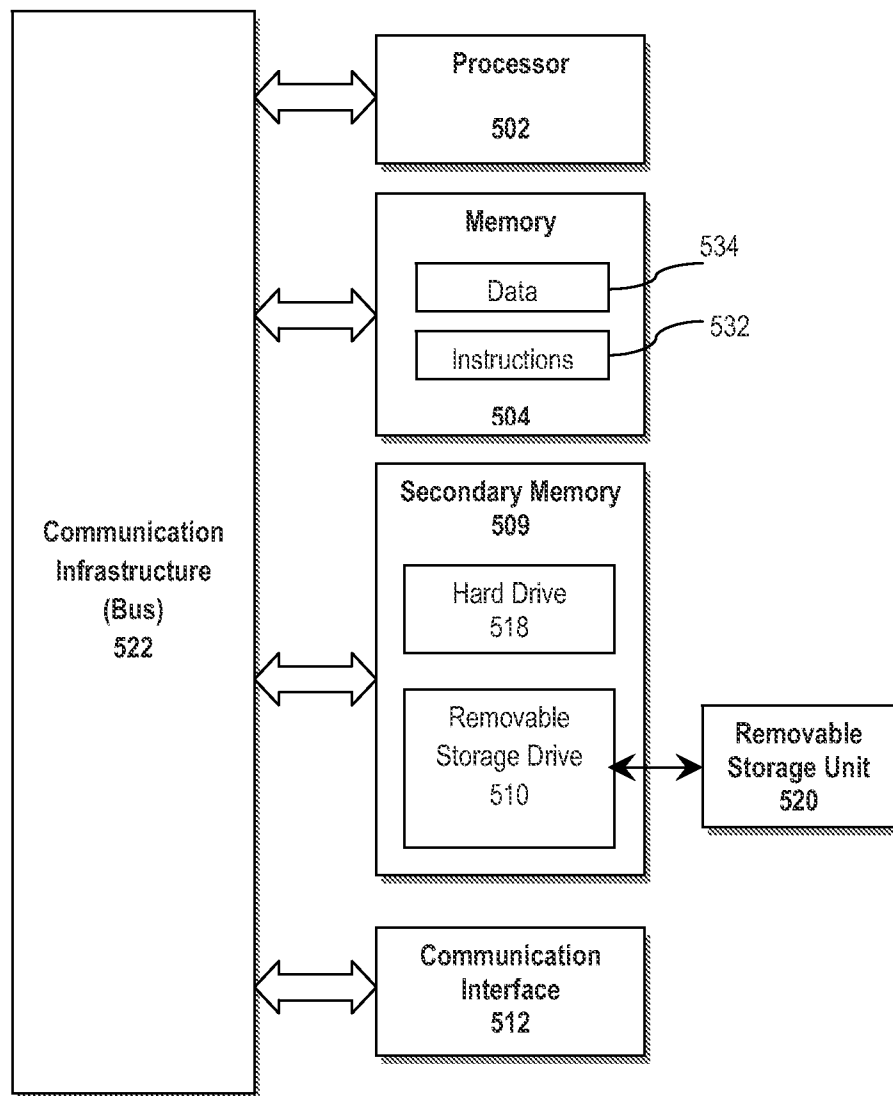 Processor
502
Memory
534
Data
532
Instructions
504
Secondary Memory
509
Communication
Infrastructure
(Bus)
522
Hard Drive
518
Removable
Storage Drive
510
Removable
Storage Unit
520
Communication
Interface
512